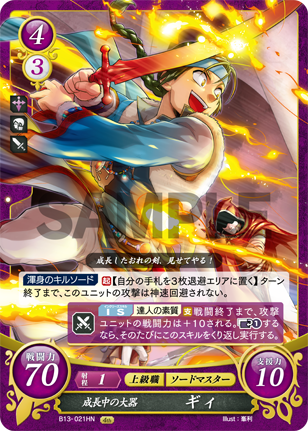 4
3
SAMPLE
成長したおれの剣、見せてやる！
渾身のキルソード 起【自分の手札を3枚退避エリアに置く】ターン
終了まで、このユニットの攻撃は神速回避されない。
TS 達人の素質 支 戦闘終了まで、攻撃
ユニットの戦闘力は＋10される。
なら、そのたびにこのスキルをくり返し実行する。
戦闘力
70
射程 1 上級職 ソードマスター
支援力
10
成長中の大器 ギィ
B13-021HN
Illust：峯利